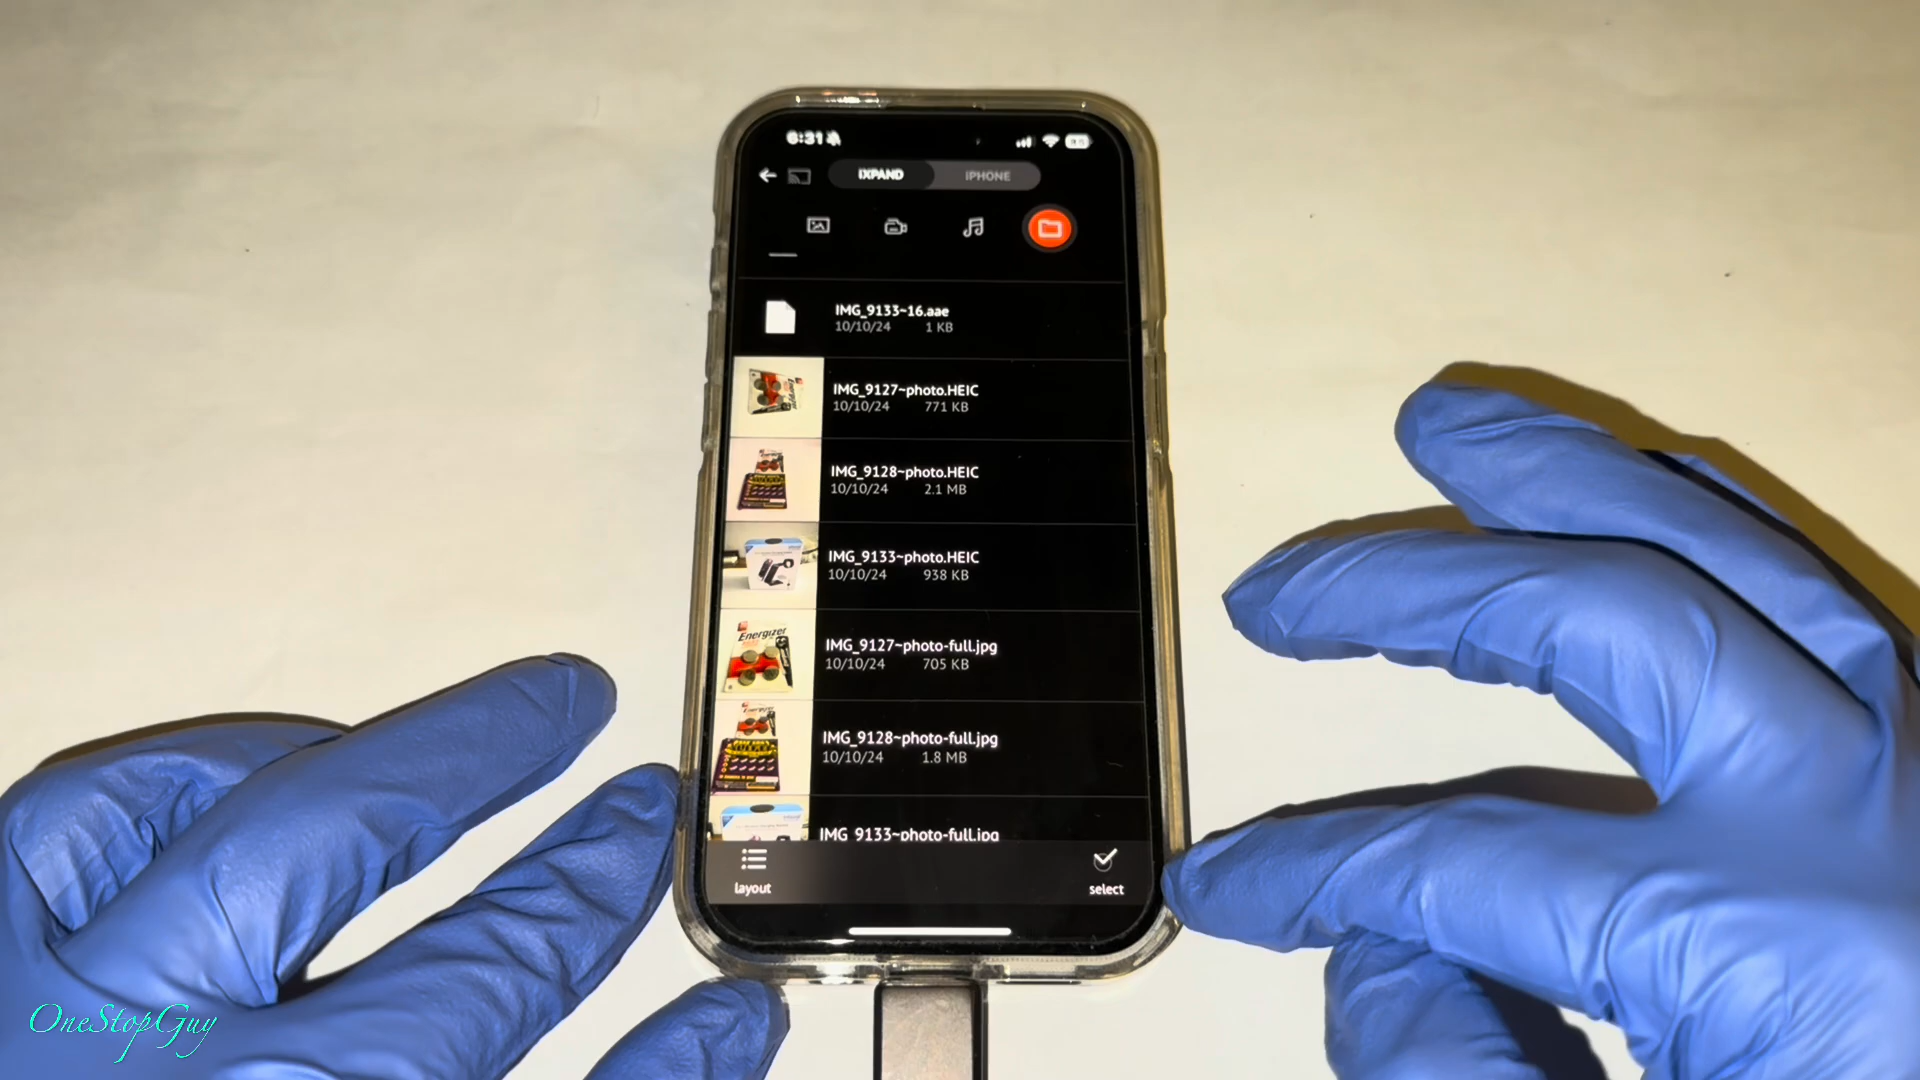 6:31
iXPAND iPHONE
IMG_9133~16.aae
10/10/24 1 KB
IMG_9127~photo.HEIC
10/10/24 771 KB
IMG_9128~photo.HEIC
10/10/24 2.1 MB
IMG_9133~photo.HEIC
10/10/24 938 KB
Energizer
IMG_9127~photo-full.jpg
10/10/24 705 KB
Energizer
IMG_9128~photo-full.jpg
10/10/24 1.8 MB
IMG_9133~photo-full.jpg
layout select
OneStopGuy